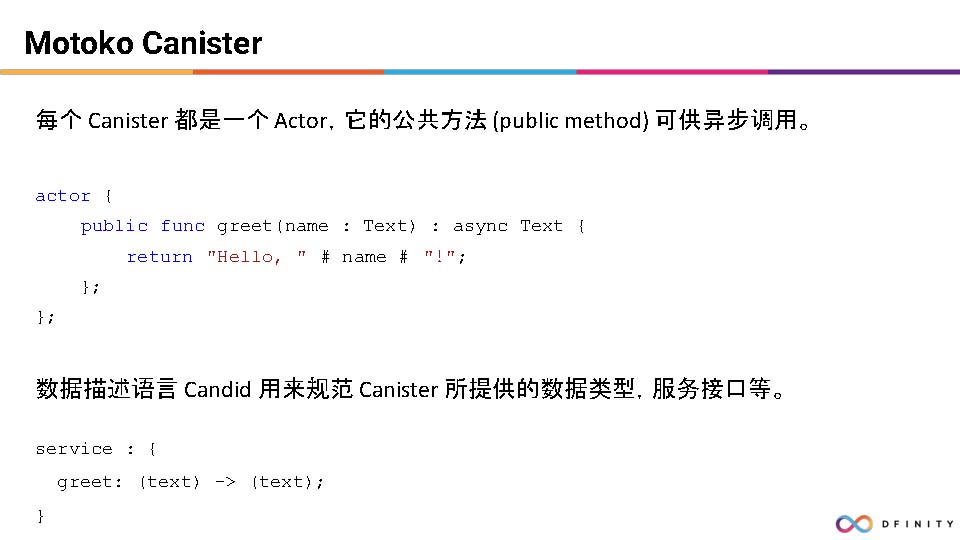 Motoko Canister
每个 Canister 都是一个 Actor，它的公共方法 (public method) 可供异步调用。
actor {
    public func greet(name : Text) : async Text {
        return "Hello, " # name # "!";
    };
};
数据描述语言 Candid 用来规范 Canister 所提供的数据类型，服务接口等。
service : {
  greet: (text) -> (text);
}
DFINITY